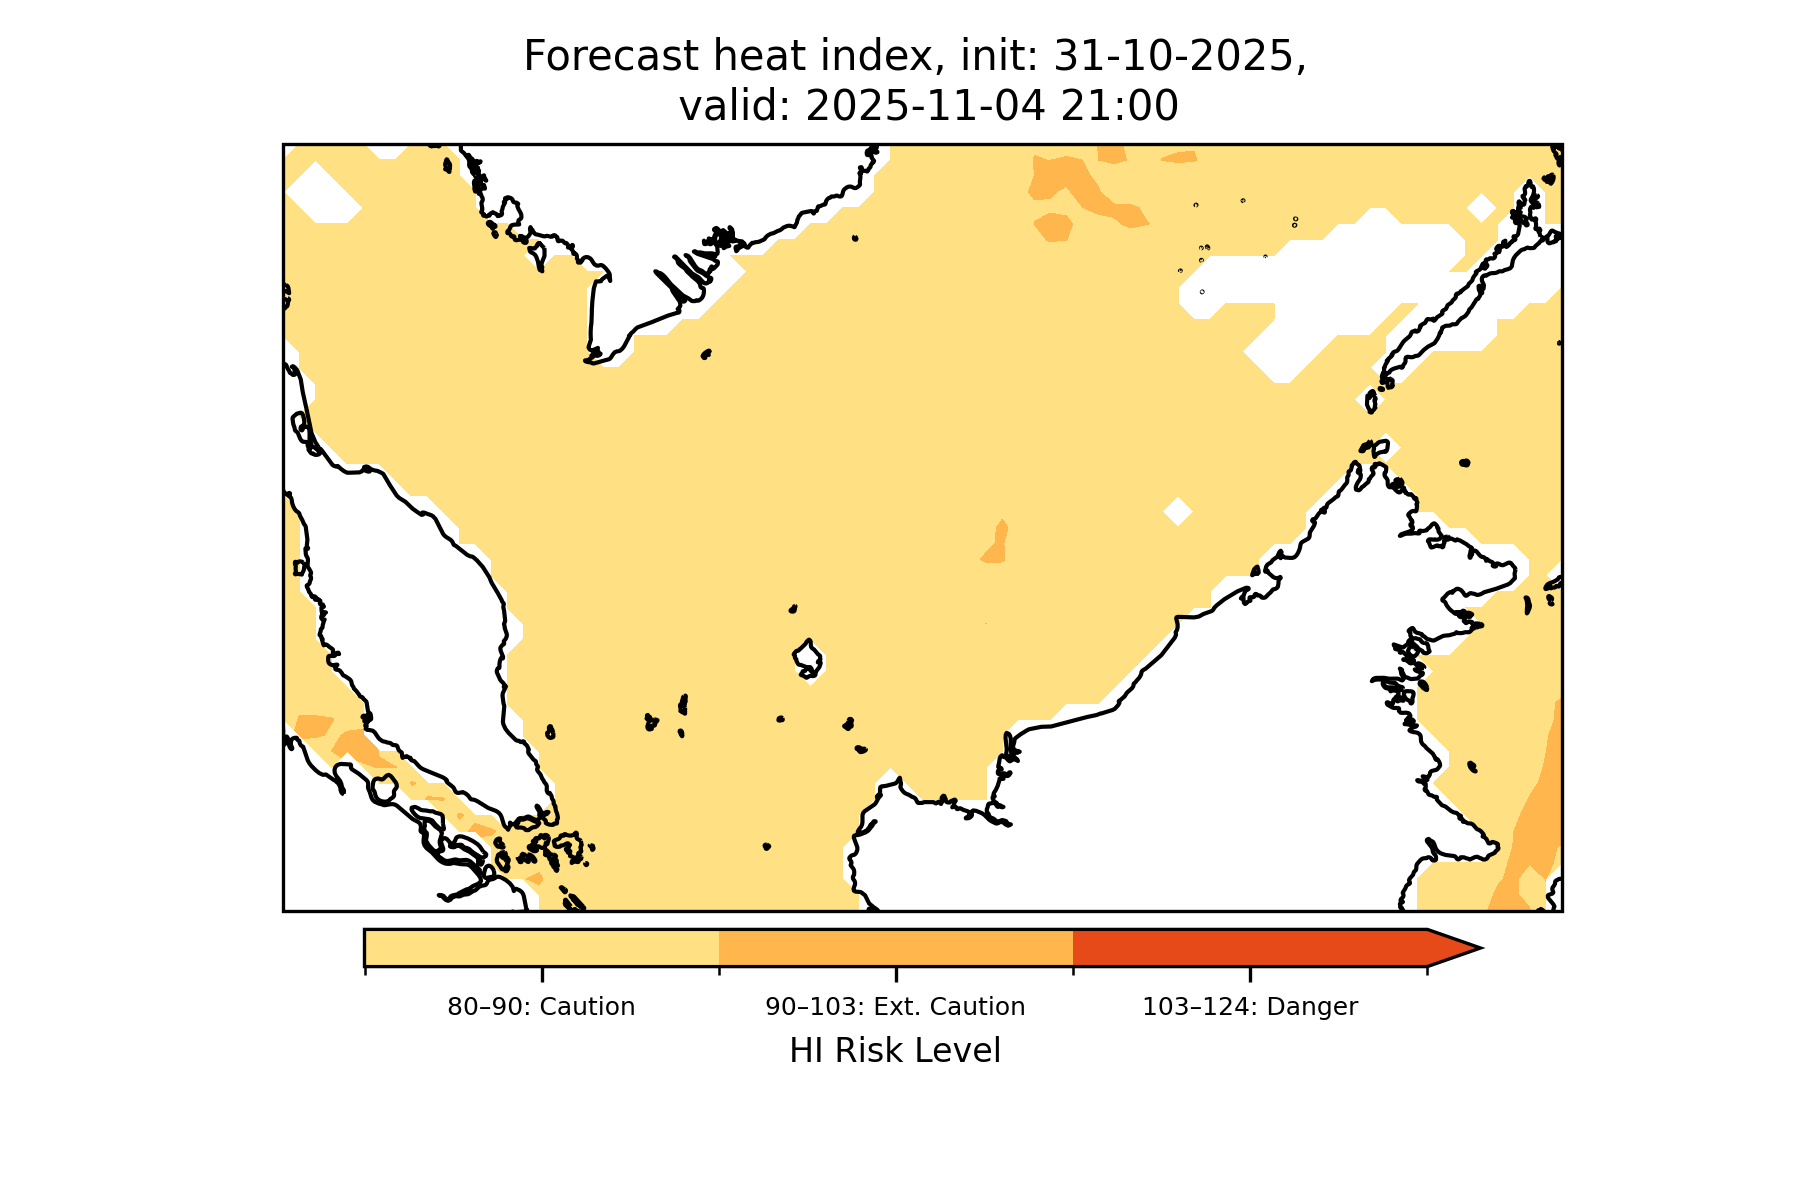 Forecast heat index, init: 31-10-2025,
valid: 2025-11-04 21:00
80–90: Caution
90–103: Ext. Caution
103–124: Danger
HI Risk Level